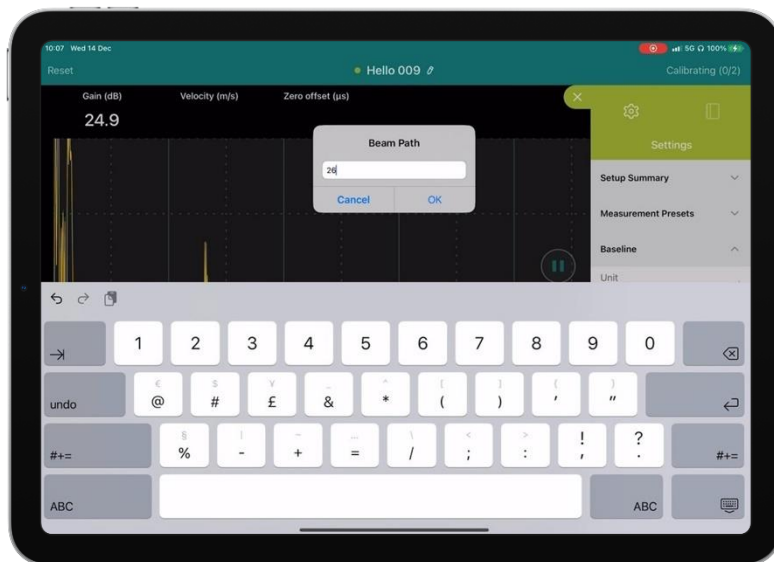 10:07 Wed 14 Dec
5G 100%
Reset
Hello 009
Calibrating (0/2)
Gain (dB)
Velocity (m/s)
Zero offset (µs)
24.9
Beam Path
26
Cancel
OK
Settings
Setup Summary
Measurement Presets
Baseline
Unit
1 2 3 4 5 6 7 8 9 0
undo
€ $ ¥ _ ^ [ ] { }
@ # £ & * ( ) ' "
#+=
§ | ~ … \ < >
% - + = / ; : ! ?
, .
#+=
ABC
ABC